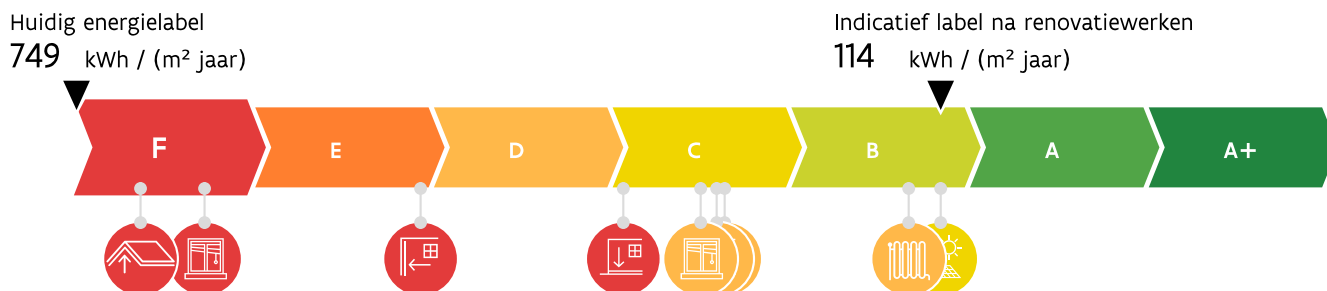 Huidig energielabel
749 kWh / (m² jaar)
Indicatief label na renovatiewerken
114 kWh / (m² jaar)
F E D C B A A+